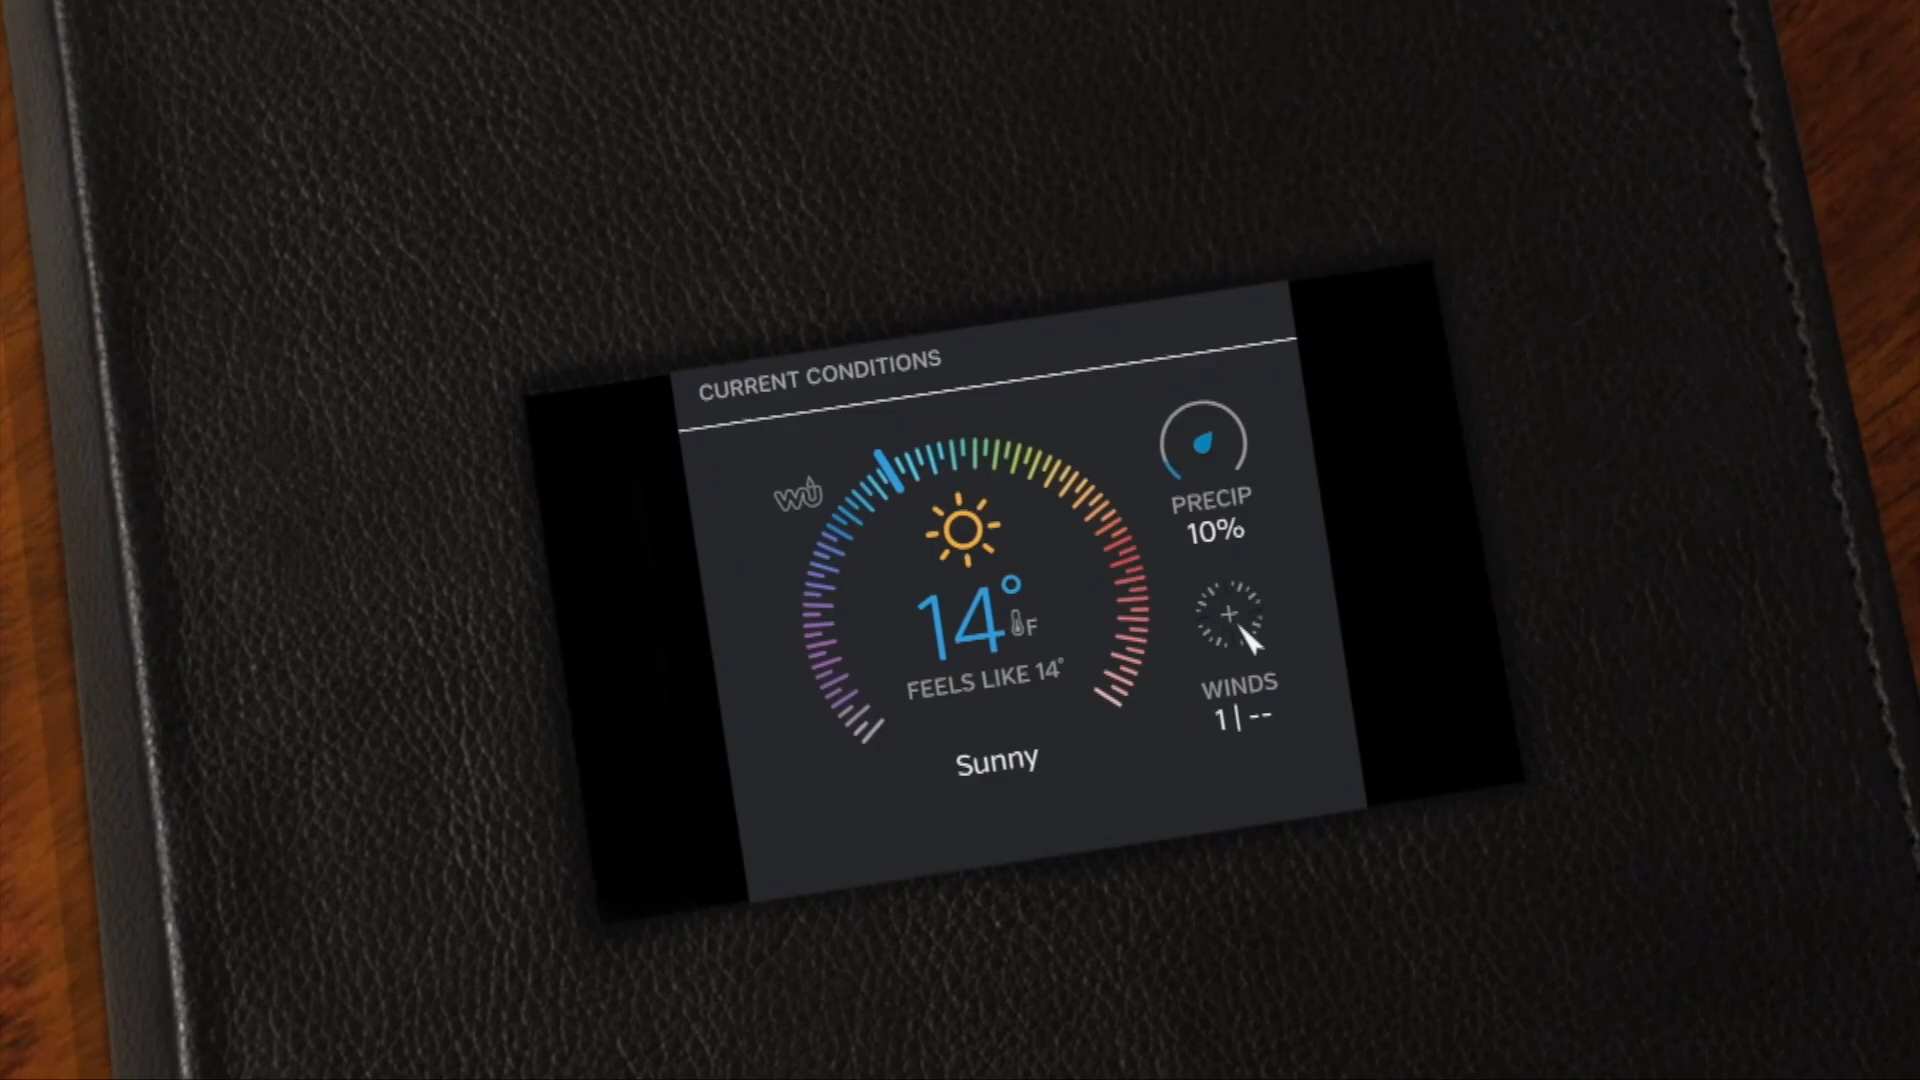 CURRENT CONDITIONS
wu
14°
F
FEELS LIKE 14°
Sunny
PRECIP
10%
WINDS
1 | --